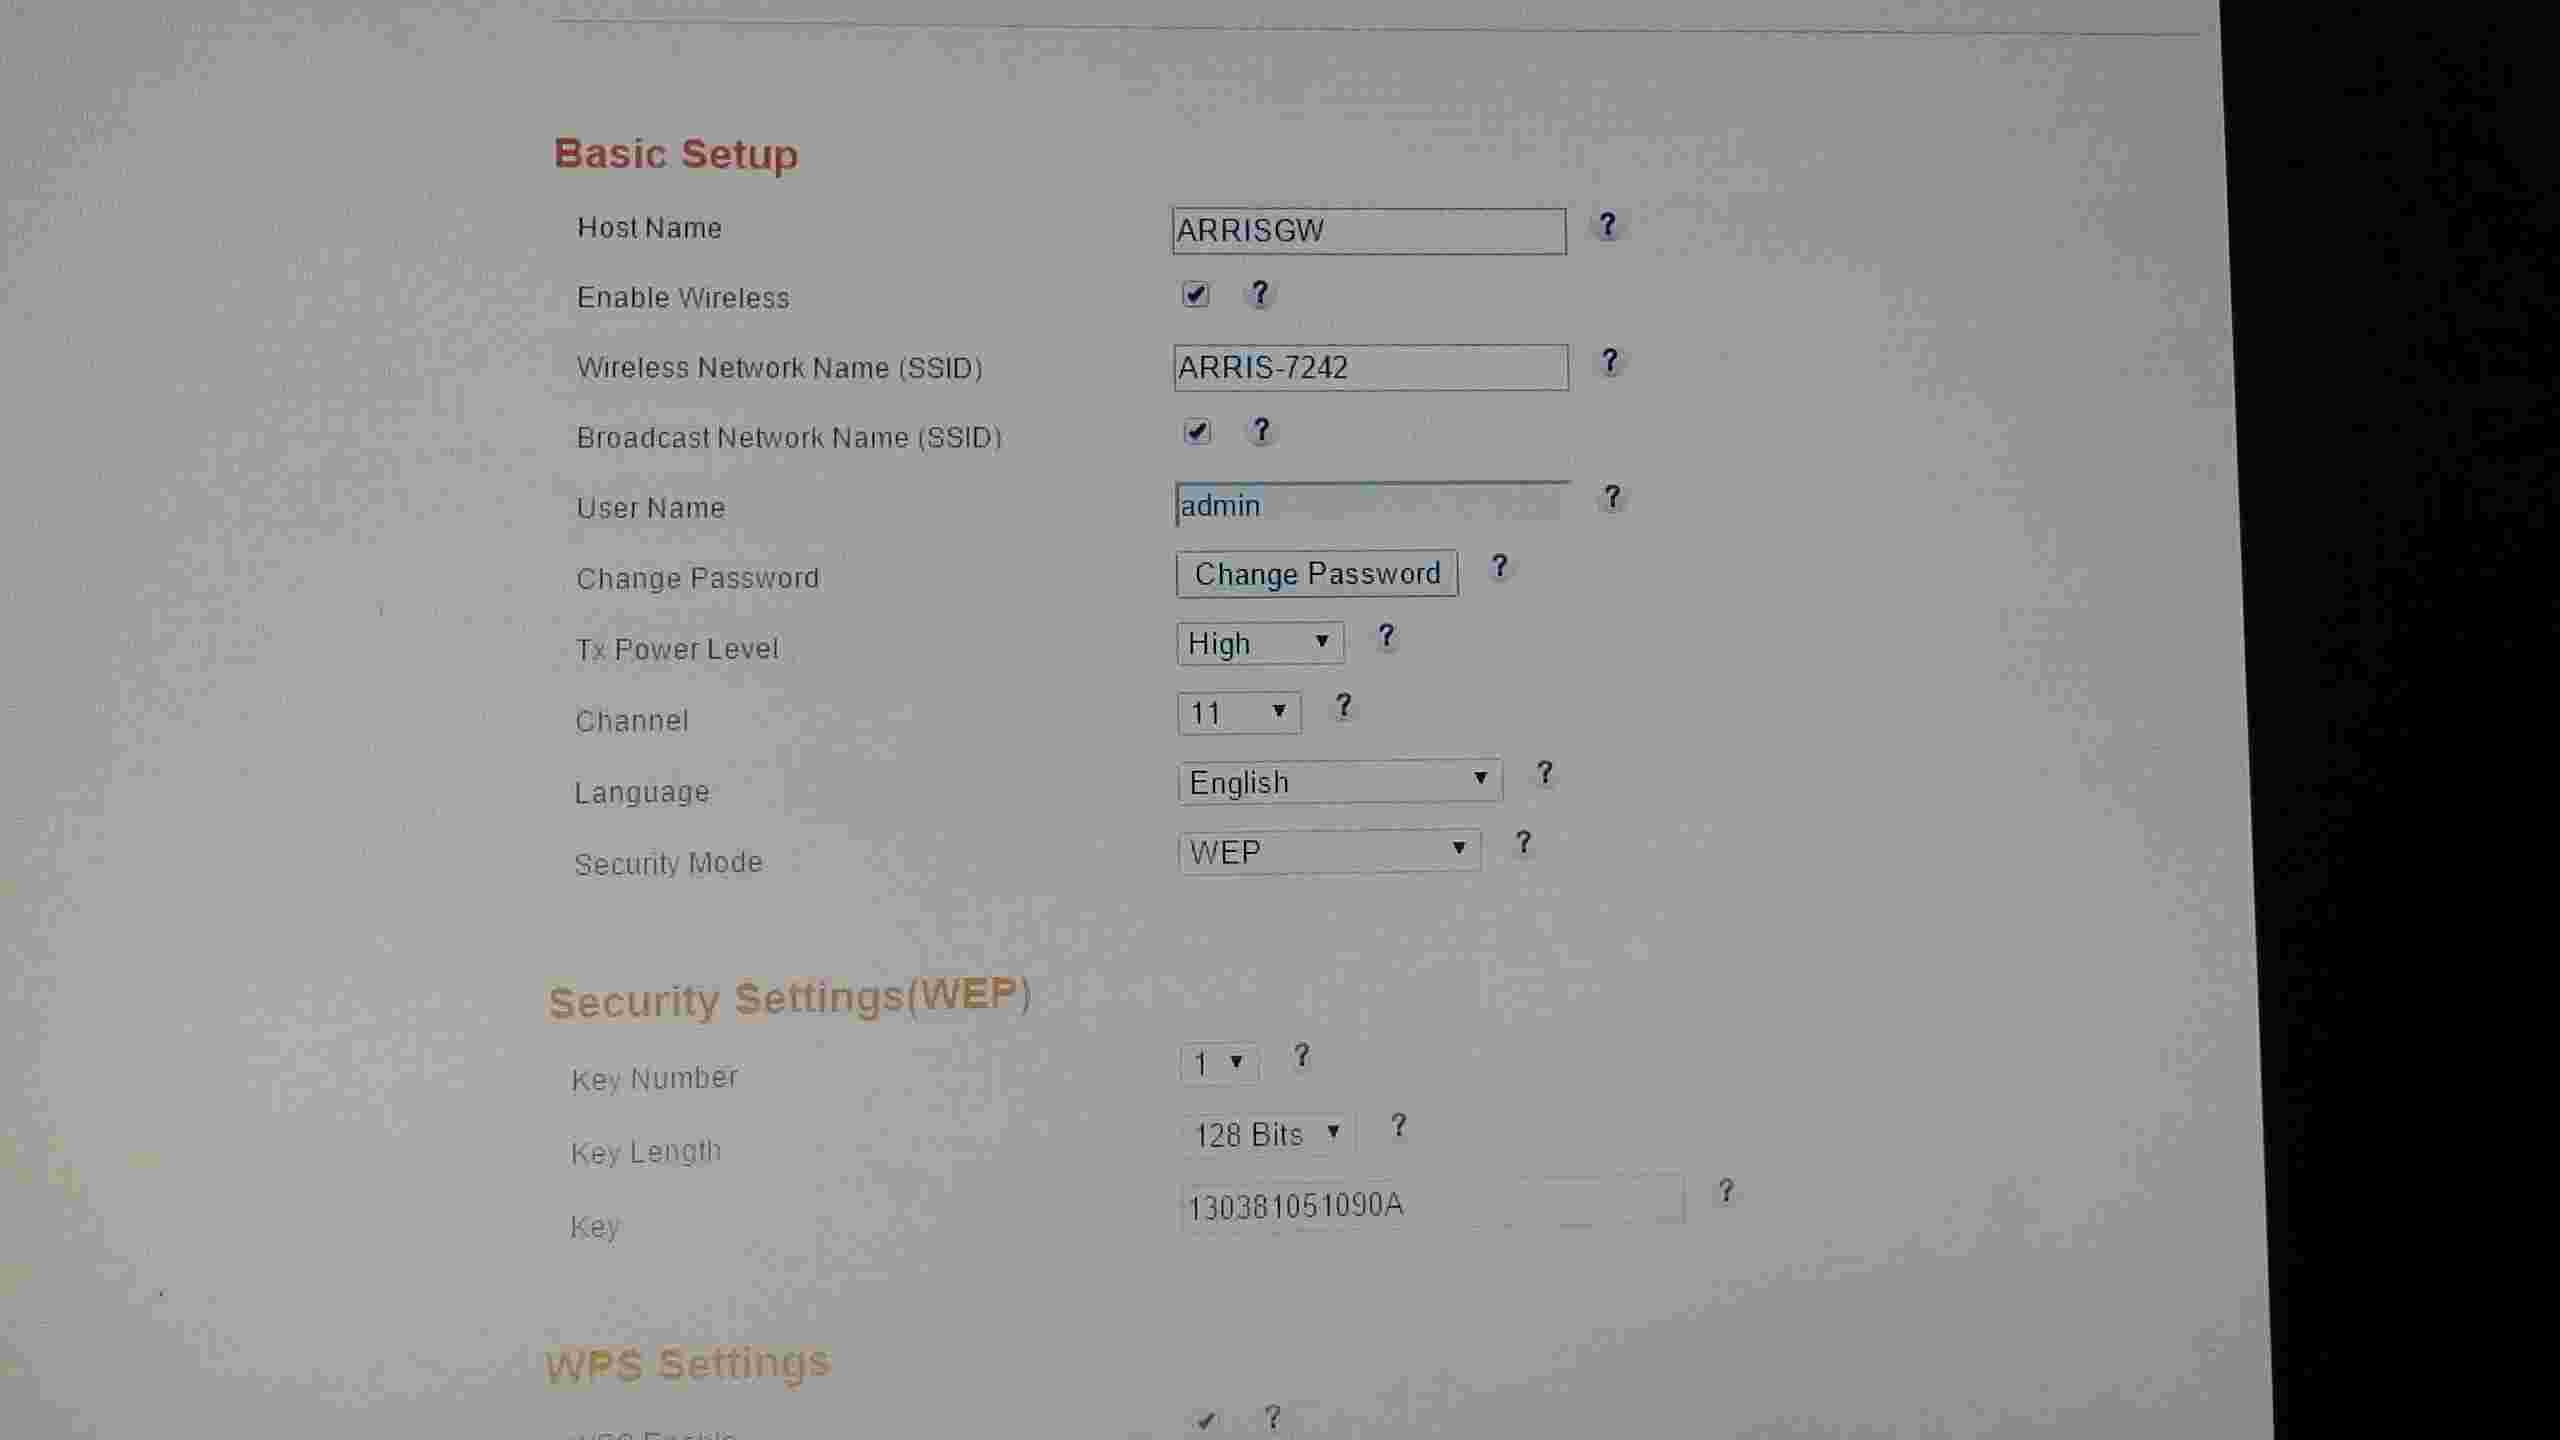 Basic Setup
Host Name ARRISGW ?
Enable Wireless ?
Wireless Network Name (SSID) ARRIS-7242 ?
Broadcast Network Name (SSID) ?
User Name admin ?
Change Password Change Password ?
Tx Power Level High ?
Channel 11 ?
Language English ?
Security Mode WEP ?
Security Settings(WEP)
Key Number 1 ?
Key Length 128 Bits ?
Key 130381051090A ?
WPS Settings
?